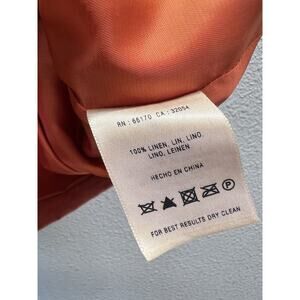 RN: 66170 CA: 32054
100% LINEN, LIN, LINO,
LINO, LEINEN
HECHO EN CHINA
P
FOR BEST RESULTS DRY CLEAN